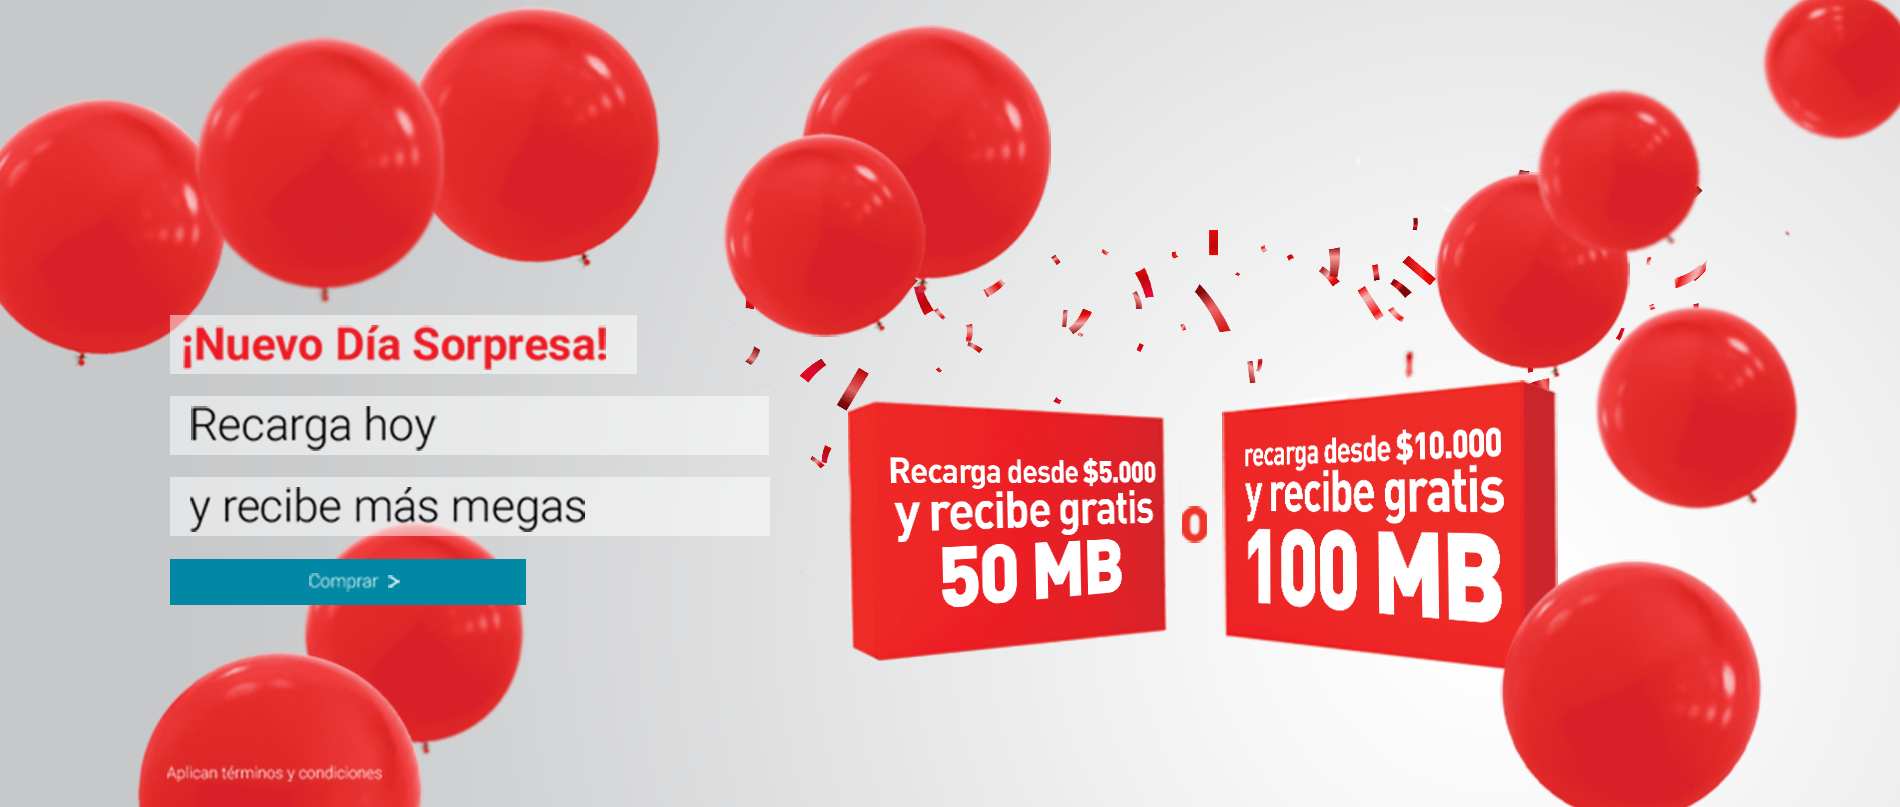 ¡Nuevo Día Sorpresa!
Recarga hoy
y recibe más megas
Comprar >
Aplican términos y condiciones
Recarga desde $5.000
y recibe gratis
50 MB
o
recarga desde $10.000
y recibe gratis
100 MB